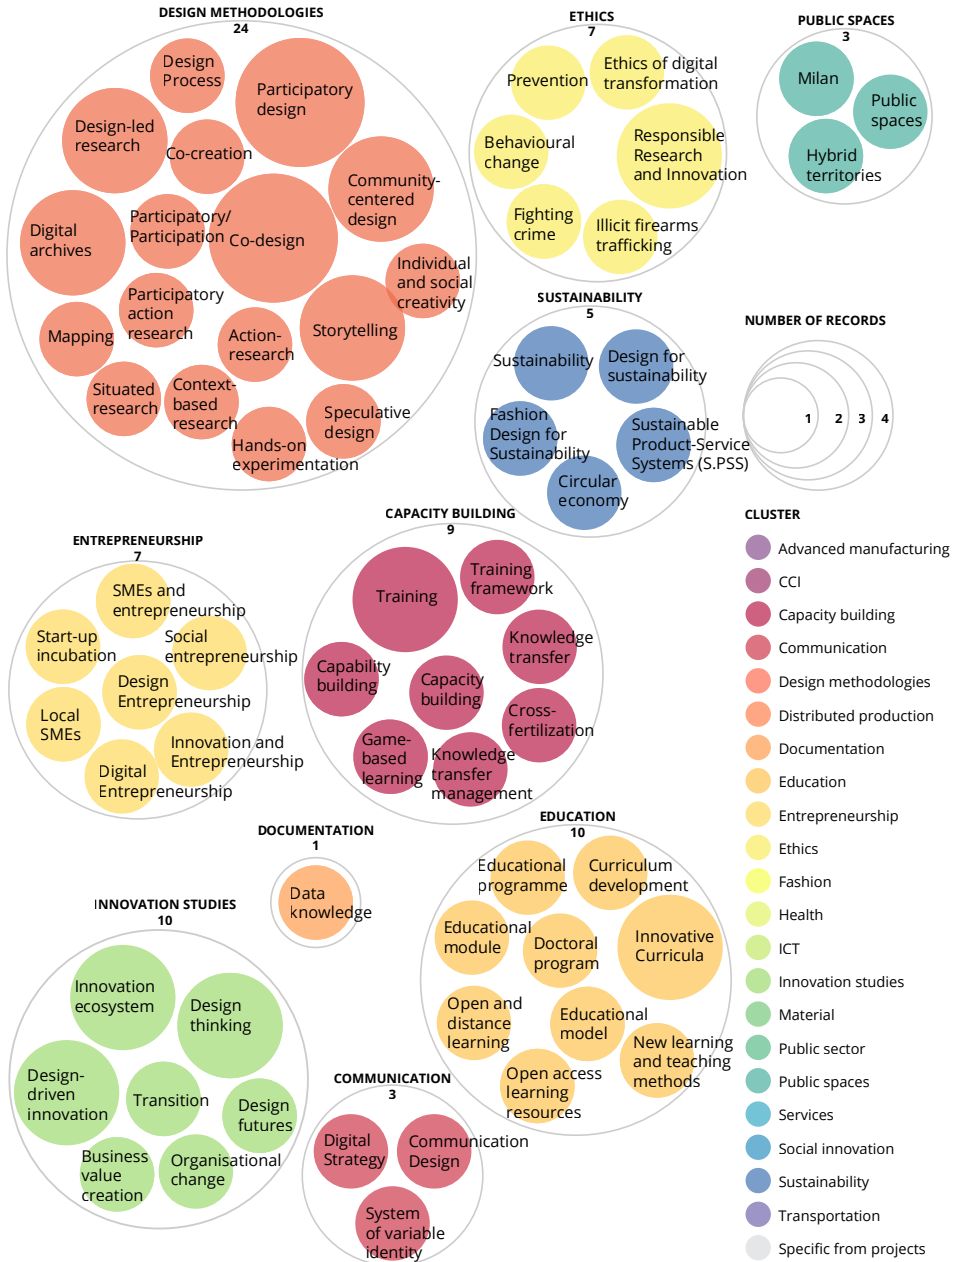 DESIGN METHODOLOGIES
24
Design
Process
Participatory
design
Design-led
research
Co-creation
Community-
centered
design
Digital
archives
Participatory/
Participation
Co-design
Individual
and social
creativity
Participatory
action
research
Mapping
Action-
research
Storytelling
Situated
research
Context-
based
research
Speculative
design
Hands-on
experimentation
ETHICS
7
Prevention
Ethics of digital
transformation
Behavioural
change
Responsible
Research
and Innovation
Fighting
crime
Illicit firearms
trafficking
PUBLIC SPACES
3
Milan
Public
spaces
Hybrid
territories
SUSTAINABILITY
5
Sustainability
Design for
sustainability
Fashion
Design for
Sustainability
Sustainable
Product-Service
Systems (S.PSS)
Circular
economy
NUMBER OF RECORDS
1 2 3 4
ENTREPRENEURSHIP
7
SMEs and
entrepreneurship
Start-up
incubation
Social
entrepreneurship
Design
Entrepreneurship
Local
SMEs
Innovation and
Entrepreneurship
Digital
Entrepreneurship
CAPACITY BUILDING
9
Training
Training
framework
Knowledge
transfer
Capability
building
Capacity
building
Cross-
fertilization
Game-
based
learning
Knowledge
transfer
management
DOCUMENTATION
1
Data
knowledge
EDUCATION
10
Educational
programme
Curriculum
development
Educational
module
Doctoral
program
Innovative
Curricula
Open and
distance
learning
Educational
model
New learning
and teaching
methods
Open access
learning
resources
INNOVATION STUDIES
10
Innovation
ecosystem
Design
thinking
Design-
driven
innovation
Transition
Design
futures
Business
value
creation
Organisational
change
COMMUNICATION
3
Digital
Strategy
Communication
Design
System
of variable
identity
CLUSTER
Advanced manufacturing
CCI
Capacity building
Communication
Design methodologies
Distributed production
Documentation
Education
Entrepreneurship
Ethics
Fashion
Health
ICT
Innovation studies
Material
Public sector
Public spaces
Services
Social innovation
Sustainability
Transportation
Specific from projects